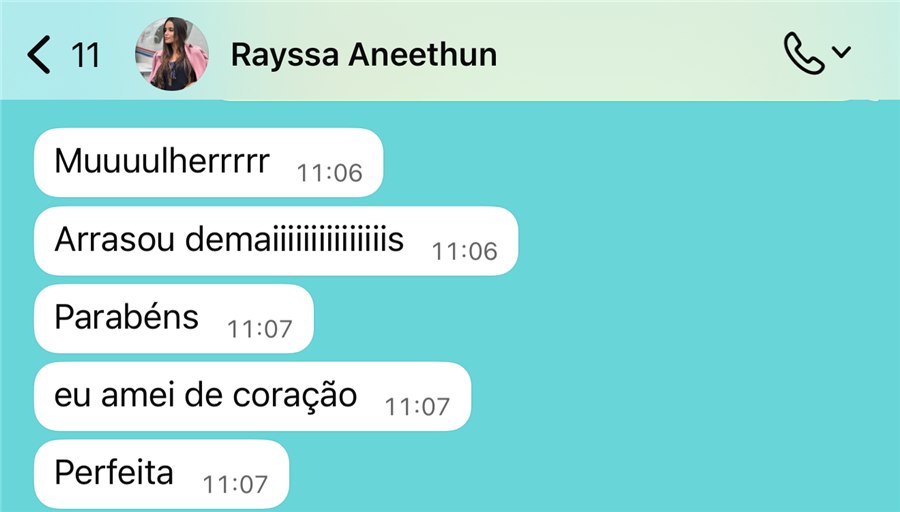 11 Rayssa Aneethun
Muuuulherrrrr 11:06
Arrasou demaiiiiiiiiiiiiiiis 11:06
Parabéns 11:07
eu amei de coração 11:07
Perfeita 11:07